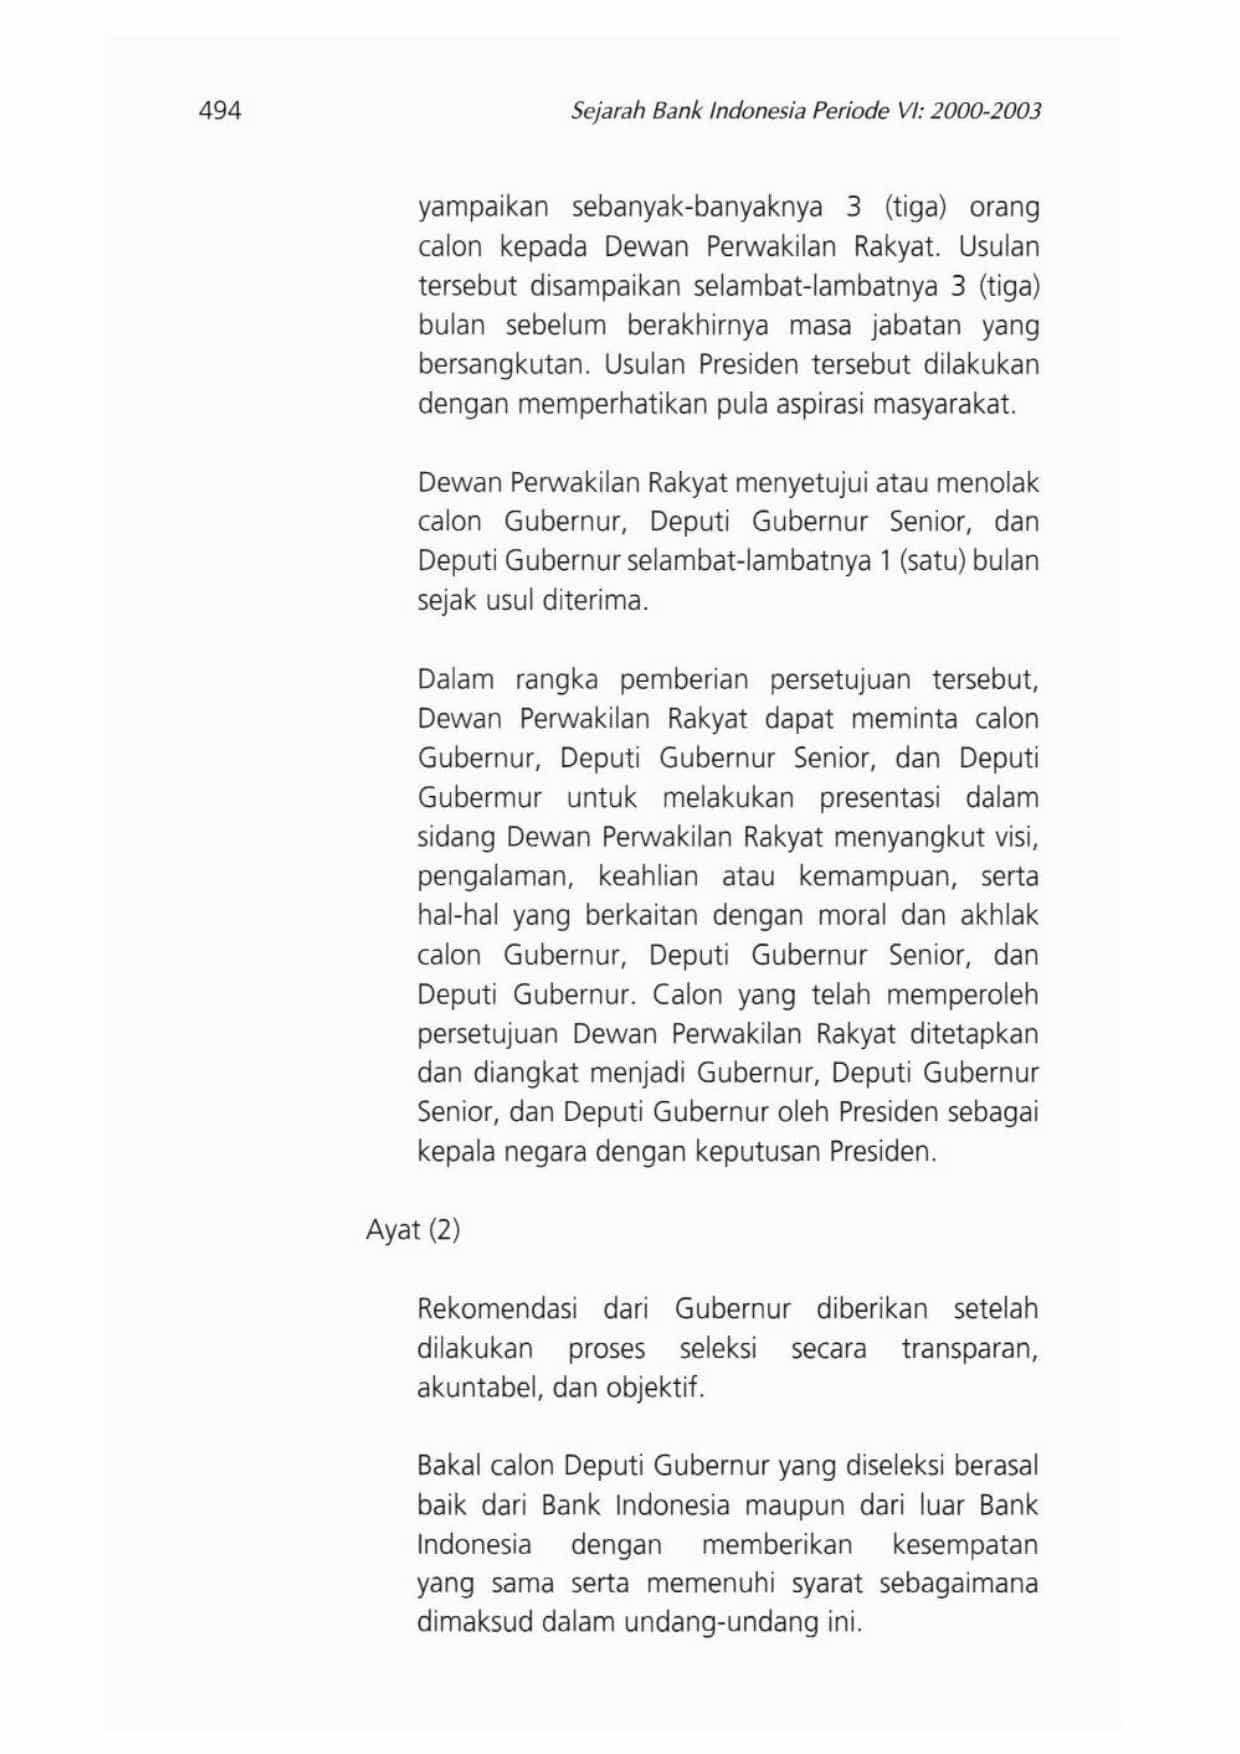 494
Sejarah Bank Indonesia Periode VI: 2000-2003
yampaikan sebanyak-banyaknya 3 (tiga) orang
calon kepada Dewan Perwakilan Rakyat. Usulan
tersebut disampaikan selambat-lambatnya 3 (tiga)
bulan sebelum berakhirnya masa jabatan yang
bersangkutan. Usulan Presiden tersebut dilakukan
dengan memperhatikan pula aspirasi masyarakat.
Dewan Perwakilan Rakyat menyetujui atau menolak
calon Gubernur, Deputi Gubernur Senior, dan
Deputi Gubernur selambat-lambatnya 1 (satu) bulan
sejak usul diterima.
Dalam rangka pemberian persetujuan tersebut,
Dewan Perwakilan Rakyat dapat meminta calon
Gubernur, Deputi Gubernur Senior, dan Deputi
Gubermur untuk melakukan presentasi dalam
sidang Dewan Perwakilan Rakyat menyangkut visi,
pengalaman, keahlian atau kemampuan, serta
hal-hal yang berkaitan dengan moral dan akhlak
calon Gubernur, Deputi Gubernur Senior, dan
Deputi Gubernur. Calon yang telah memperoleh
persetujuan Dewan Perwakilan Rakyat ditetapkan
dan diangkat menjadi Gubernur, Deputi Gubernur
Senior, dan Deputi Gubernur oleh Presiden sebagai
kepala negara dengan keputusan Presiden.
Ayat (2)
Rekomendasi dari Gubernur diberikan setelah
dilakukan proses seleksi secara transparan,
akuntabel, dan objektif.
Bakal calon Deputi Gubernur yang diseleksi berasal
baik dari Bank Indonesia maupun dari luar Bank
Indonesia dengan memberikan kesempatan
yang sama serta memenuhi syarat sebagaimana
dimaksud dalam undang-undang ini.